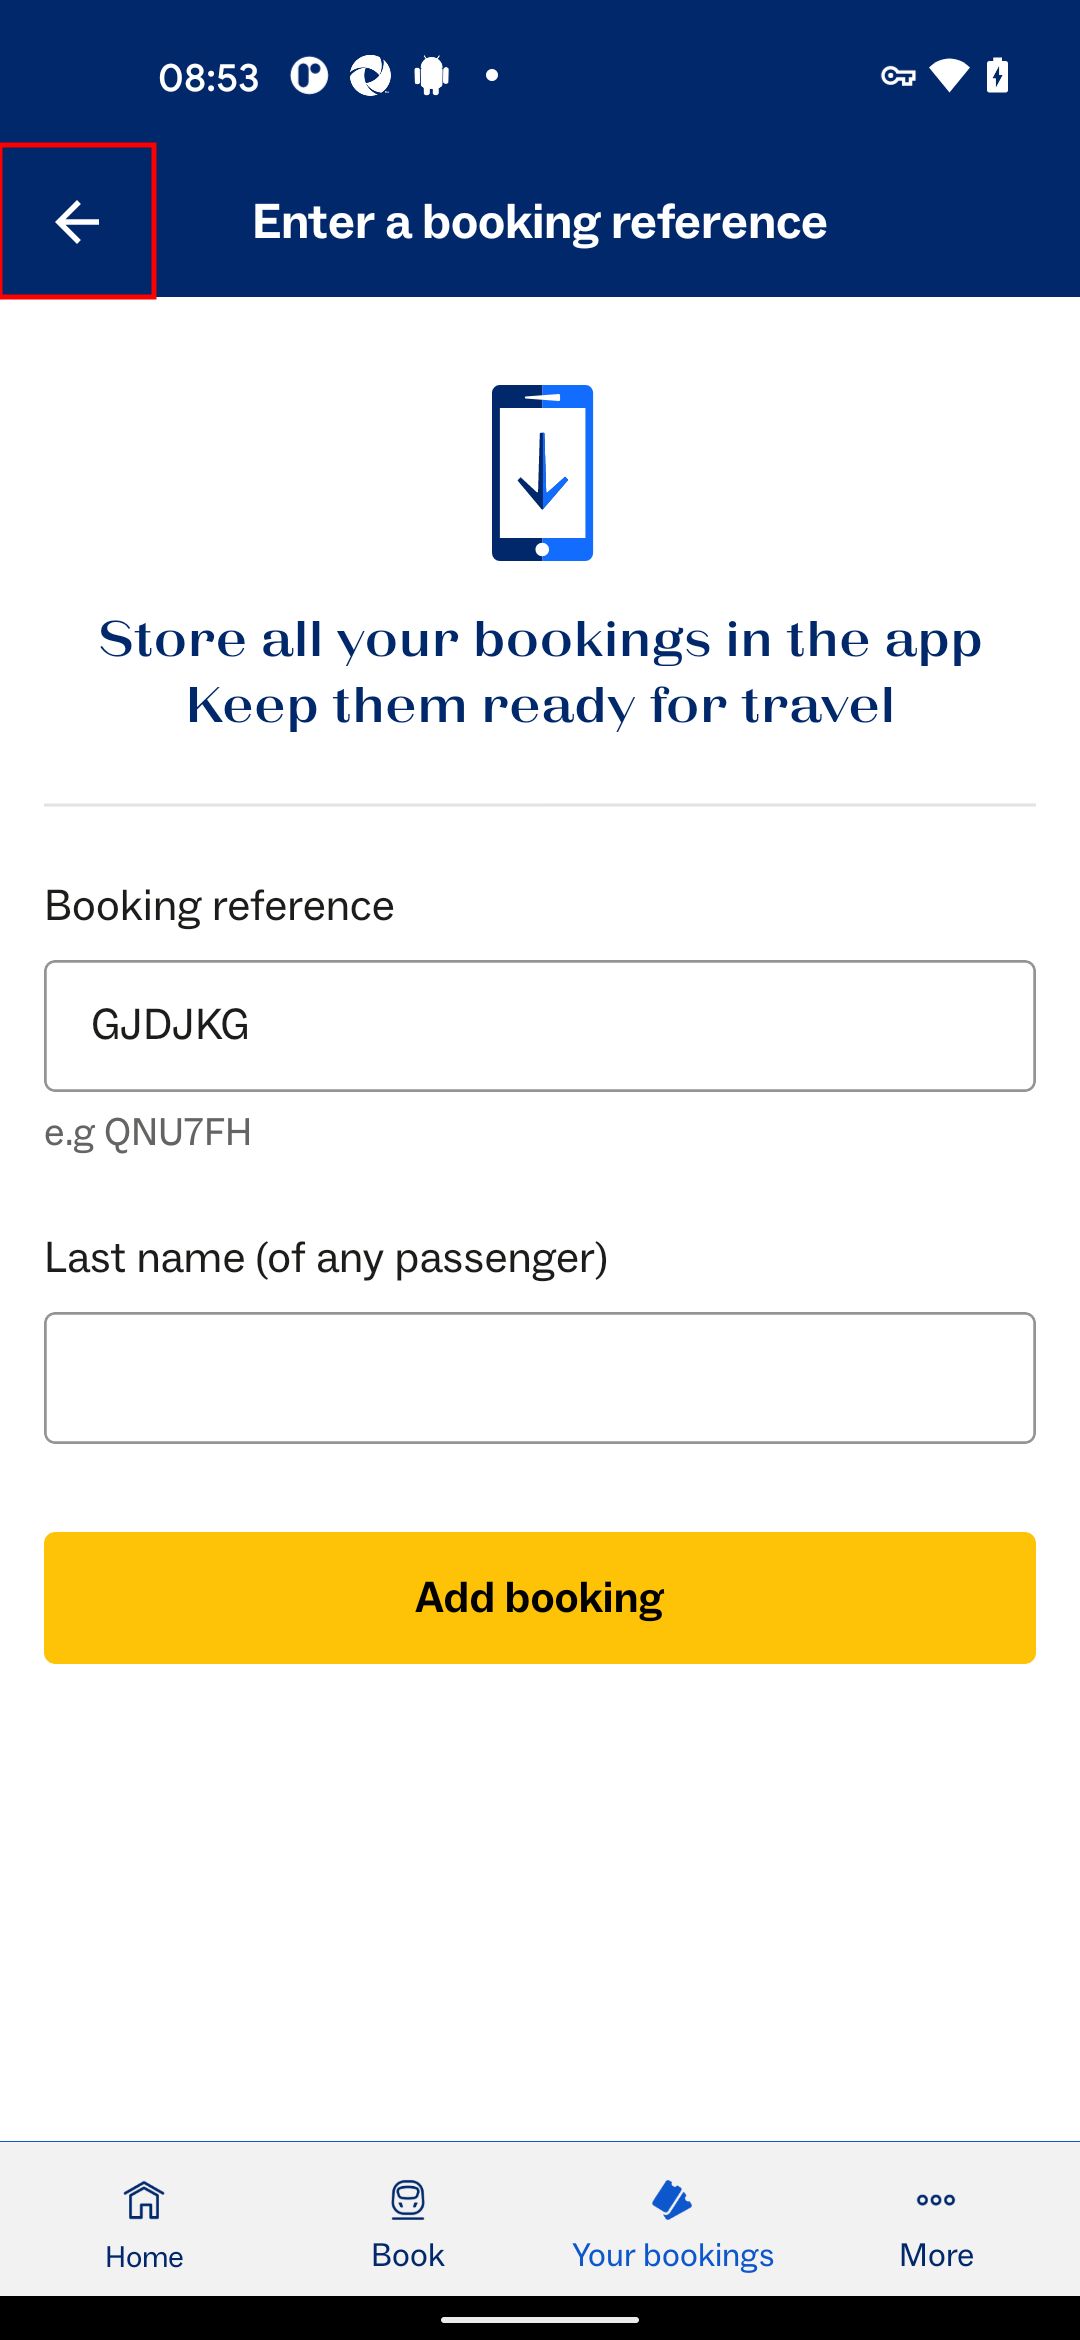 08:53
Enter a booking reference
Store all your bookings in the app
Keep them ready for travel
Booking reference
GJDJKG
e.g QNU7FH
Last name (of any passenger)
Add booking
Home
Book
Your bookings
More